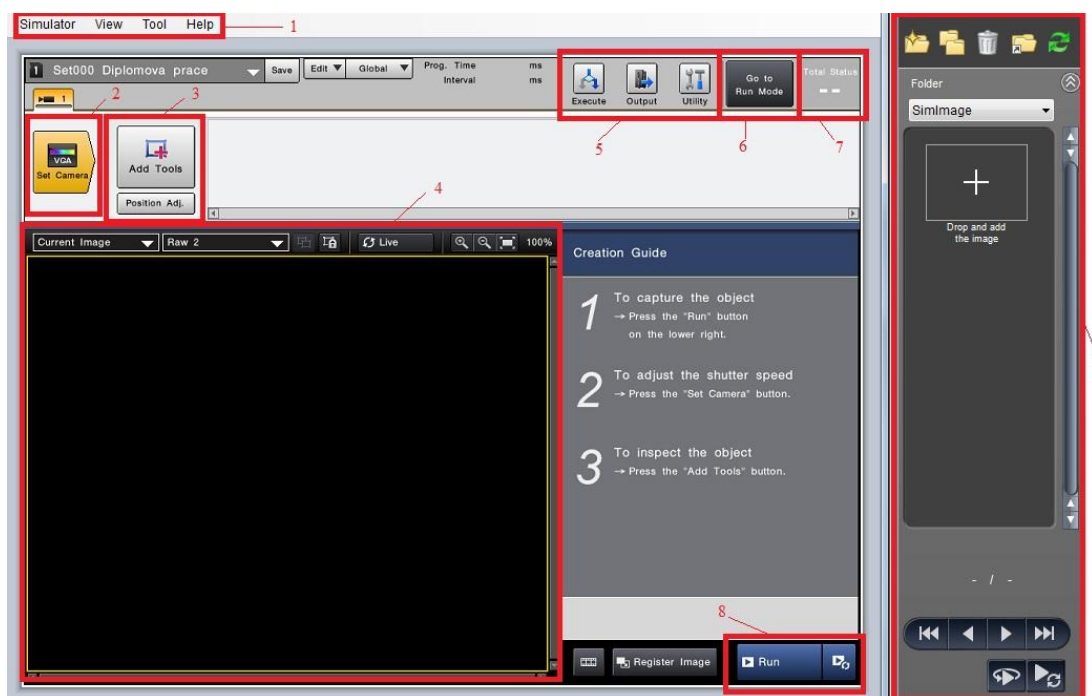 Simulator View Tool Help
1
1 Set000 Diplomova prace Save Edit Global Prog. Time ms
Interval ms
1
2
3
Execute Output Utility
Go to
Run Mode
Total Status
--
5
6
7
VGA
Set Camera
Add Tools
Position Adj.
4
Current Image Raw 2 Live 100%
Creation Guide
1 To capture the object
→ Press the "Run" button
on the lower right.
2 To adjust the shutter speed
→ Press the "Set Camera" button.
3 To inspect the object
→ Press the "Add Tools" button.
8
Register Image Run
Folder
SimImage
Drop and add
the image
- / -